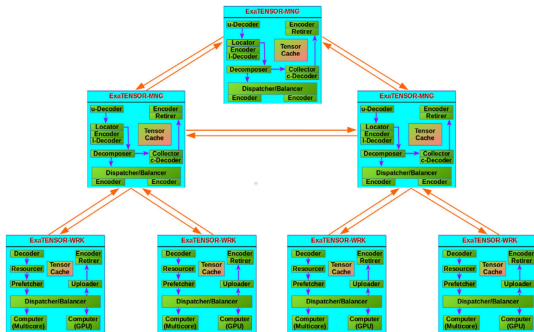 ExaTENSOR-MNG
u-Decoder
Encoder
Retirer
Locator
Encoder
l-Decoder
Tensor
Cache
Decomposer
Collector
c-Decoder
Dispatcher/Balancer
Encoder
Encoder
ExaTENSOR-MNG
u-Decoder
Encoder
Retirer
Locator
Encoder
l-Decoder
Tensor
Cache
Decomposer
Collector
c-Decoder
Dispatcher/Balancer
Encoder
Encoder
ExaTENSOR-MNG
u-Decoder
Encoder
Retirer
Locator
Encoder
l-Decoder
Tensor
Cache
Decomposer
Collector
c-Decoder
Dispatcher/Balancer
Encoder
Encoder
ExaTENSOR-WRK
Decoder
Encoder
Retirer
Resourcer
Tensor
Cache
Prefetcher
Uploader
Dispatcher/Balancer
Computer
(Multicore)
Computer
(GPU)
ExaTENSOR-WRK
Decoder
Encoder
Retirer
Resourcer
Tensor
Cache
Prefetcher
Uploader
Dispatcher/Balancer
Computer
(Multicore)
Computer
(GPU)
ExaTENSOR-WRK
Decoder
Encoder
Retirer
Resourcer
Tensor
Cache
Prefetcher
Uploader
Dispatcher/Balancer
Computer
(Multicore)
Computer
(GPU)
ExaTENSOR-WRK
Decoder
Encoder
Retirer
Resourcer
Tensor
Cache
Prefetcher
Uploader
Dispatcher/Balancer
Computer
(Multicore)
Computer
(GPU)